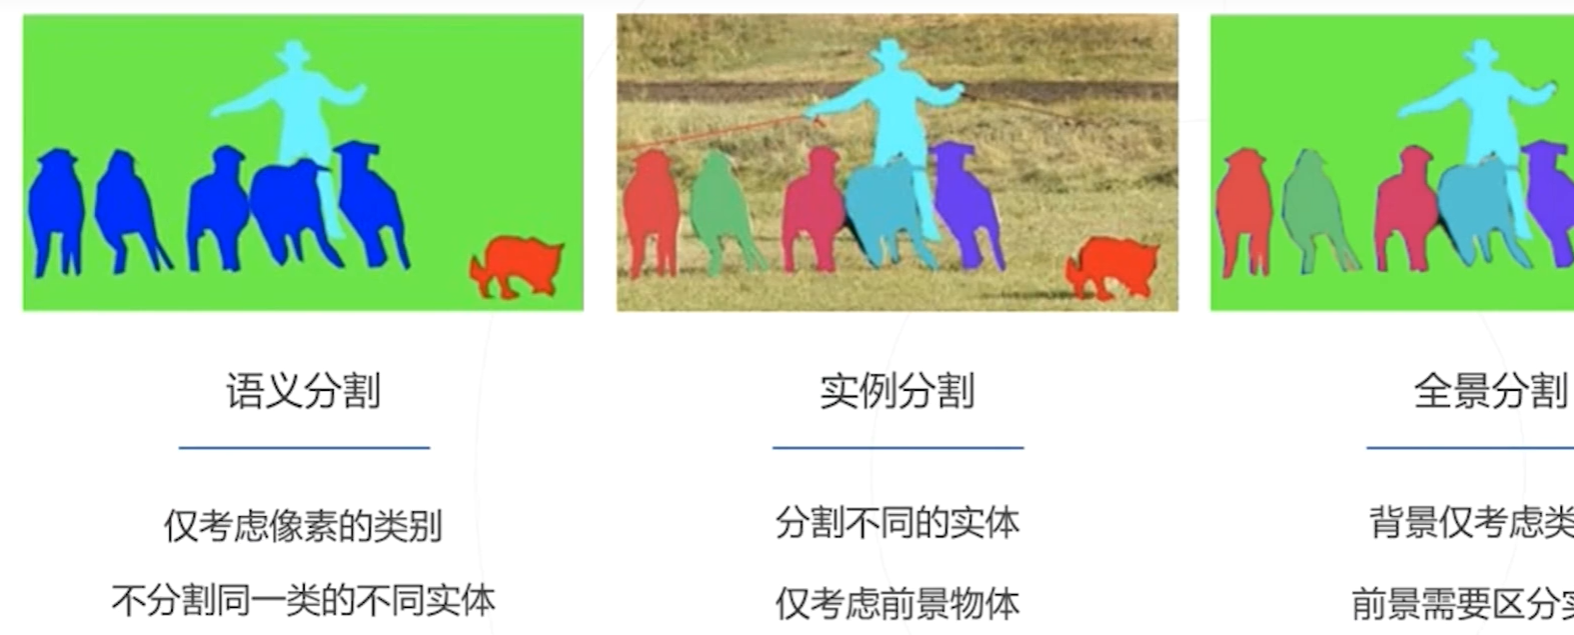 语义分割
实例分割
全景分割
仅考虑像素的类别
不分割同一类的不同实体
分割不同的实体
仅考虑前景物体
背景仅考虑类
前景需要区分实